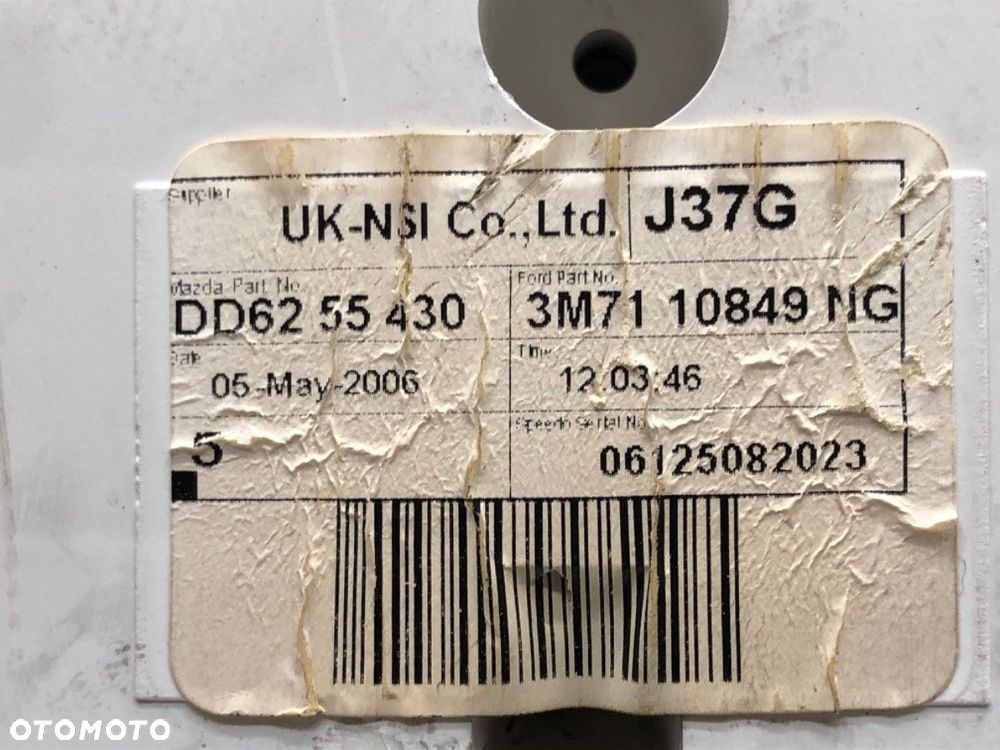 Supplier
UK-NSI Co.,Ltd. J37G
Mazda Part No. Ford Part No.
DD62 55 430 3M71 10849 NG
Date Time
05-May-2006 12:03:46
5 Speedo Serial No
06125082023
OTOMOTO